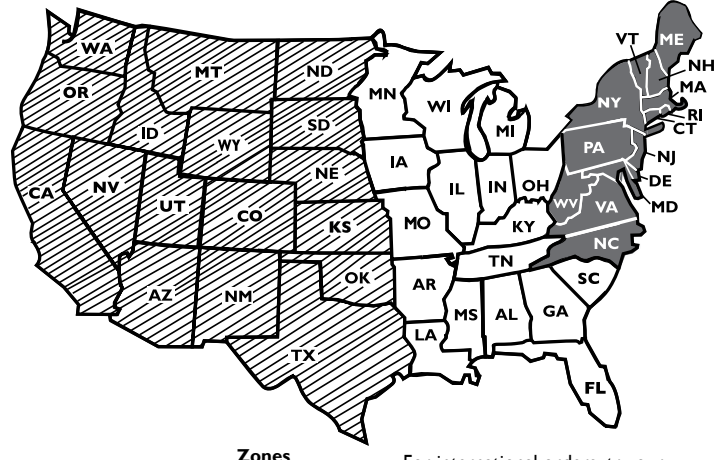 WA
OR
CA
NV
ID
MT
WY
UT
CO
AZ
NM
ND
SD
NE
KS
OK
TX
MN
IA
MO
AR
LA
WI
IL
MI
IN
OH
KY
TN
MS
AL
GA
FL
SC
NC
VA
WV
PA
NY
VT
ME
NH
MA
RI
CT
NJ
DE
MD
Zones